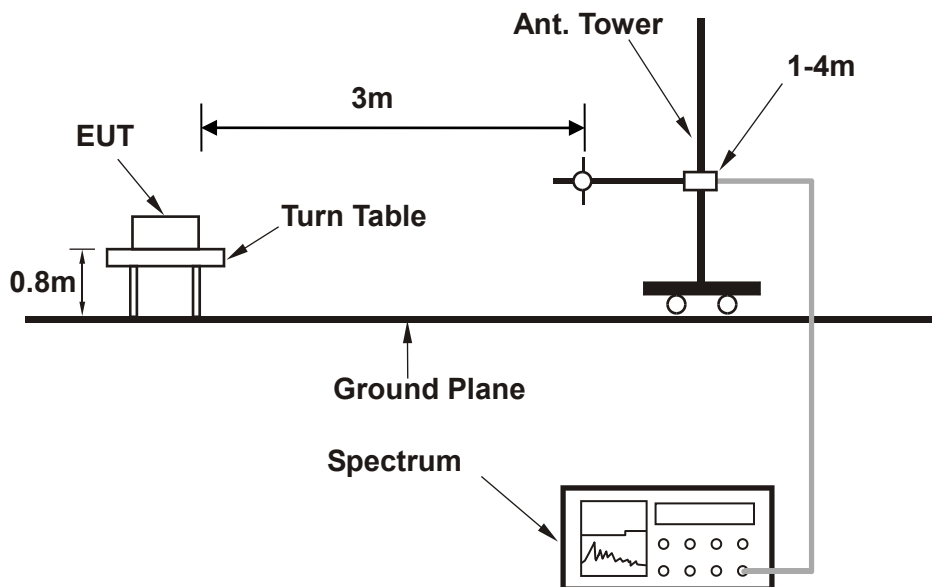 Ant. Tower
1-4m
3m
EUT
Turn Table
0.8m
Ground Plane
Spectrum